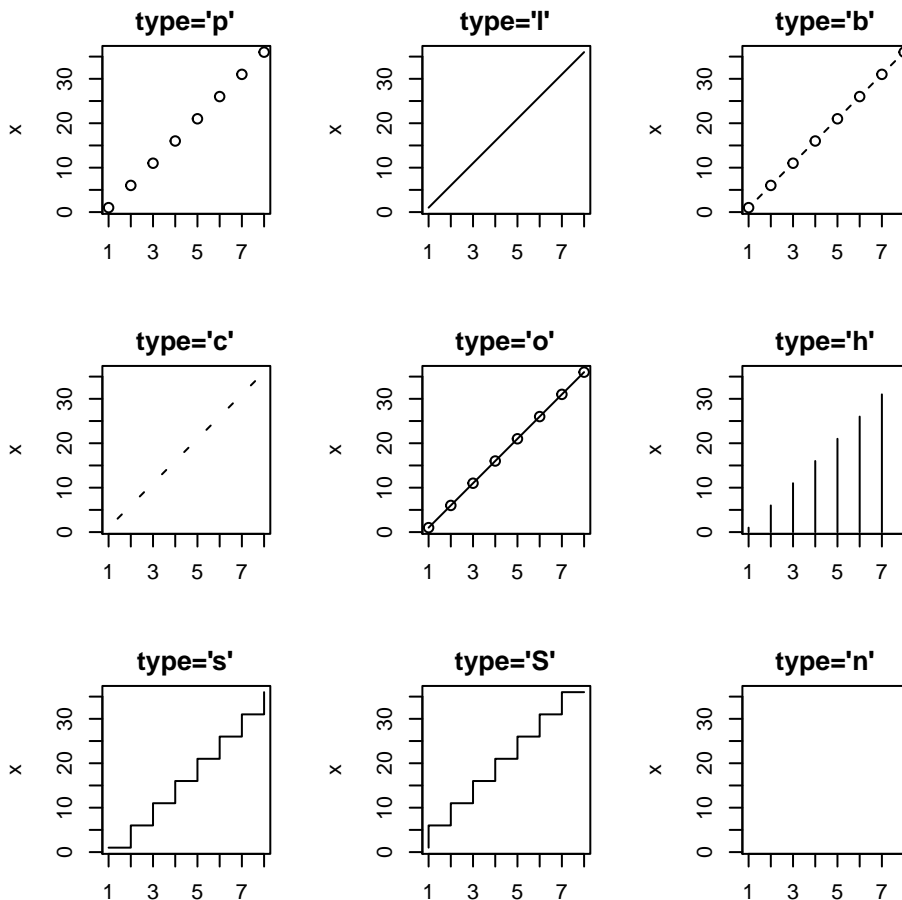 type='p' type='l' type='b'
x 0 10 20 30 x 0 10 20 30 x 0 10 20 30
1 3 5 7 1 3 5 7 1 3 5 7
type='c' type='o' type='h'
x 0 10 20 30 x 0 10 20 30 x 0 10 20 30
1 3 5 7 1 3 5 7 1 3 5 7
type='s' type='S' type='n'
x 0 10 20 30 x 0 10 20 30 x 0 10 20 30
1 3 5 7 1 3 5 7 1 3 5 7